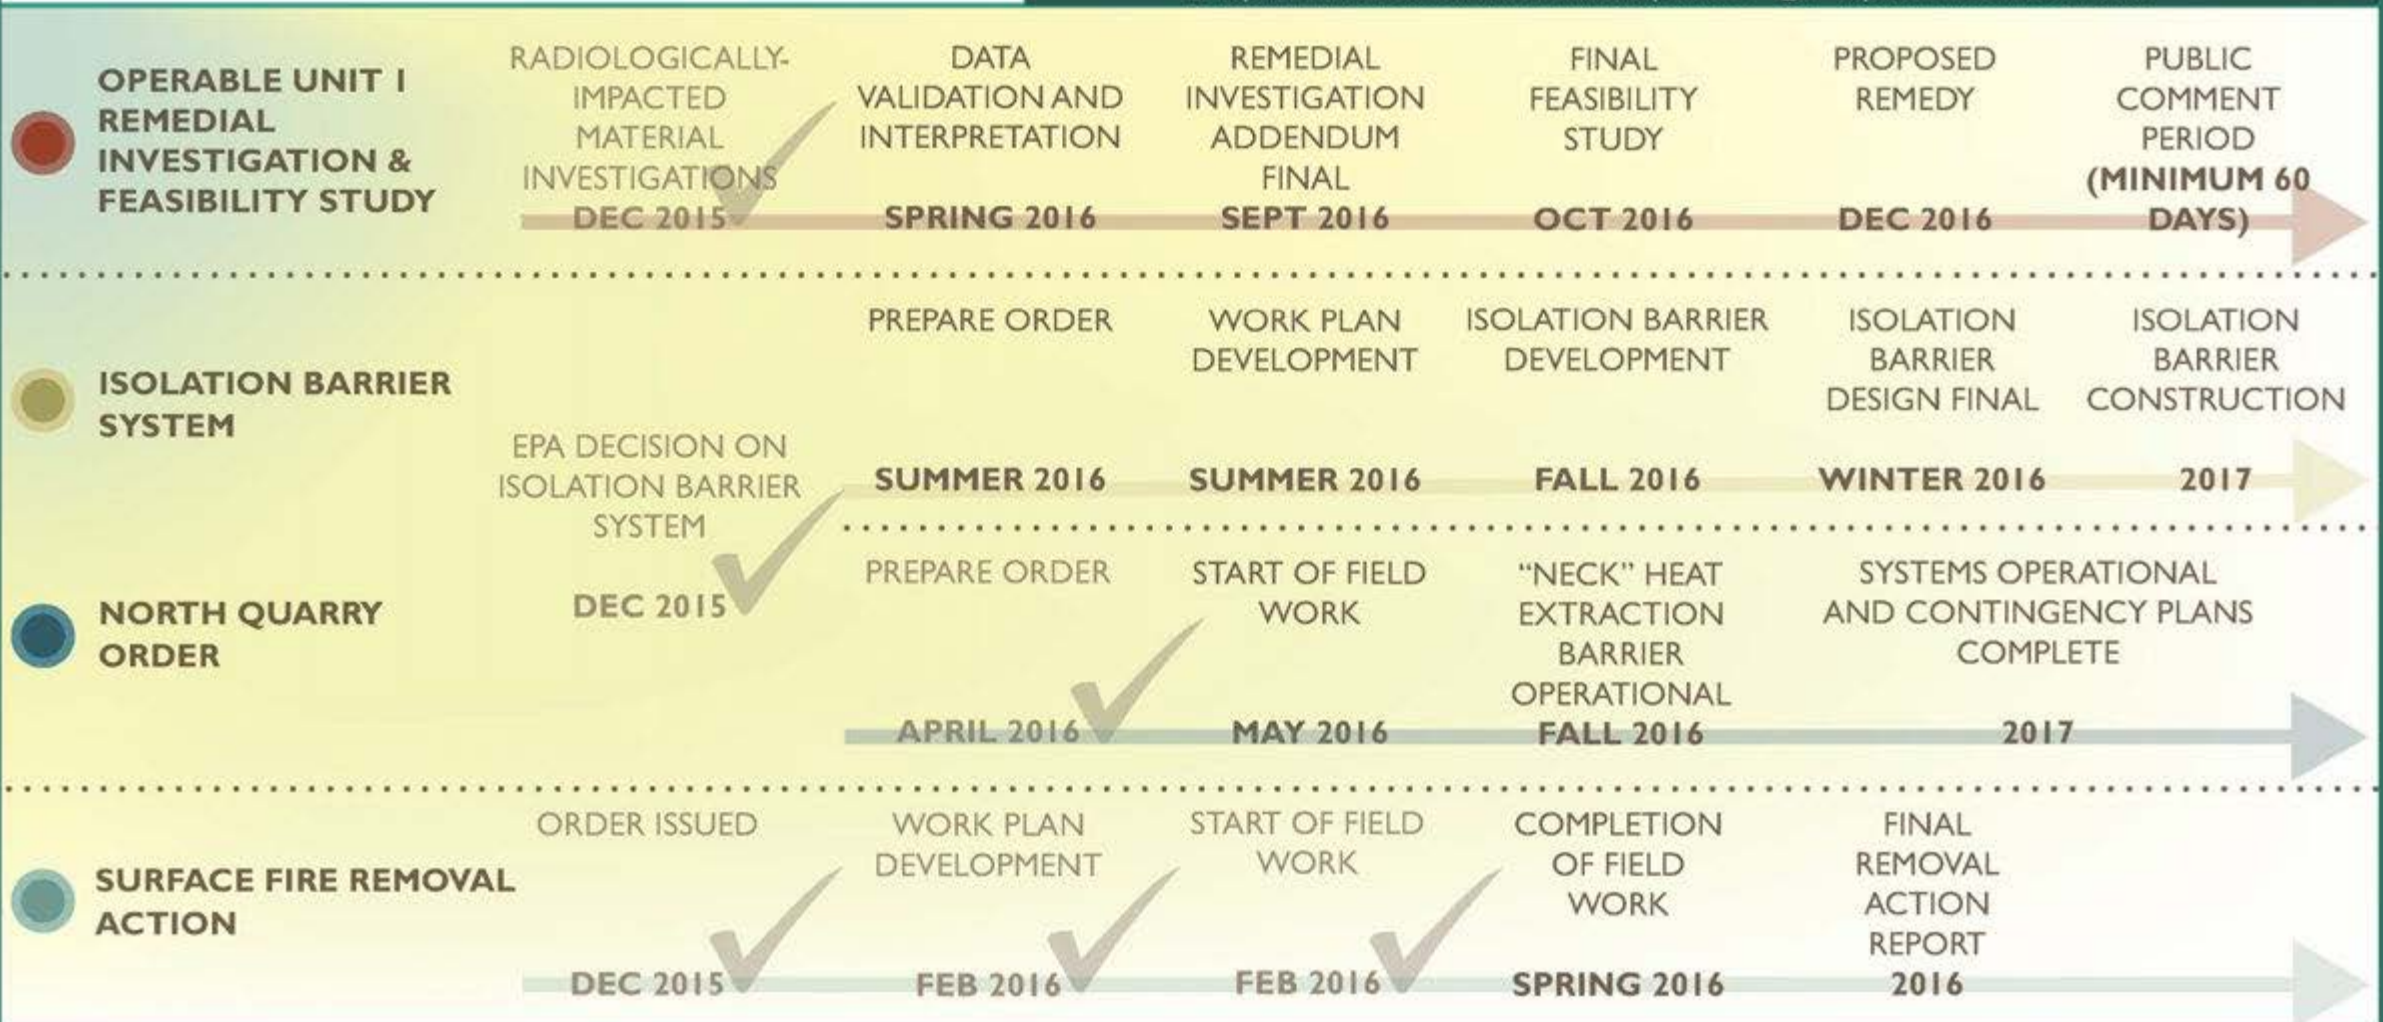 OPERABLE UNIT I
REMEDIAL
INVESTIGATION &
FEASIBILITY STUDY
RADIOLOGICALLY-
IMPACTED
MATERIAL
INVESTIGATIONS
DEC 2015
DATA
VALIDATION AND
INTERPRETATION
SPRING 2016
REMEDIAL
INVESTIGATION
ADDENDUM
FINAL
SEPT 2016
FINAL
FEASIBILITY
STUDY
OCT 2016
PROPOSED
REMEDY
DEC 2016
PUBLIC
COMMENT
PERIOD
(MINIMUM 60
DAYS)
ISOLATION BARRIER
SYSTEM
EPA DECISION ON
ISOLATION BARRIER
SYSTEM
DEC 2015
PREPARE ORDER
SUMMER 2016
WORK PLAN
DEVELOPMENT
SUMMER 2016
ISOLATION BARRIER
DEVELOPMENT
FALL 2016
ISOLATION
BARRIER
DESIGN FINAL
WINTER 2016
ISOLATION
BARRIER
CONSTRUCTION
2017
NORTH QUARRY
ORDER
PREPARE ORDER
APRIL 2016
START OF FIELD
WORK
MAY 2016
“NECK” HEAT
EXTRACTION
BARRIER
OPERATIONAL
FALL 2016
SYSTEMS OPERATIONAL
AND CONTINGENCY PLANS
COMPLETE
2017
SURFACE FIRE REMOVAL
ACTION
ORDER ISSUED
DEC 2015
WORK PLAN
DEVELOPMENT
FEB 2016
START OF FIELD
WORK
FEB 2016
COMPLETION
OF FIELD
WORK
SPRING 2016
FINAL
REMOVAL
ACTION
REPORT
2016